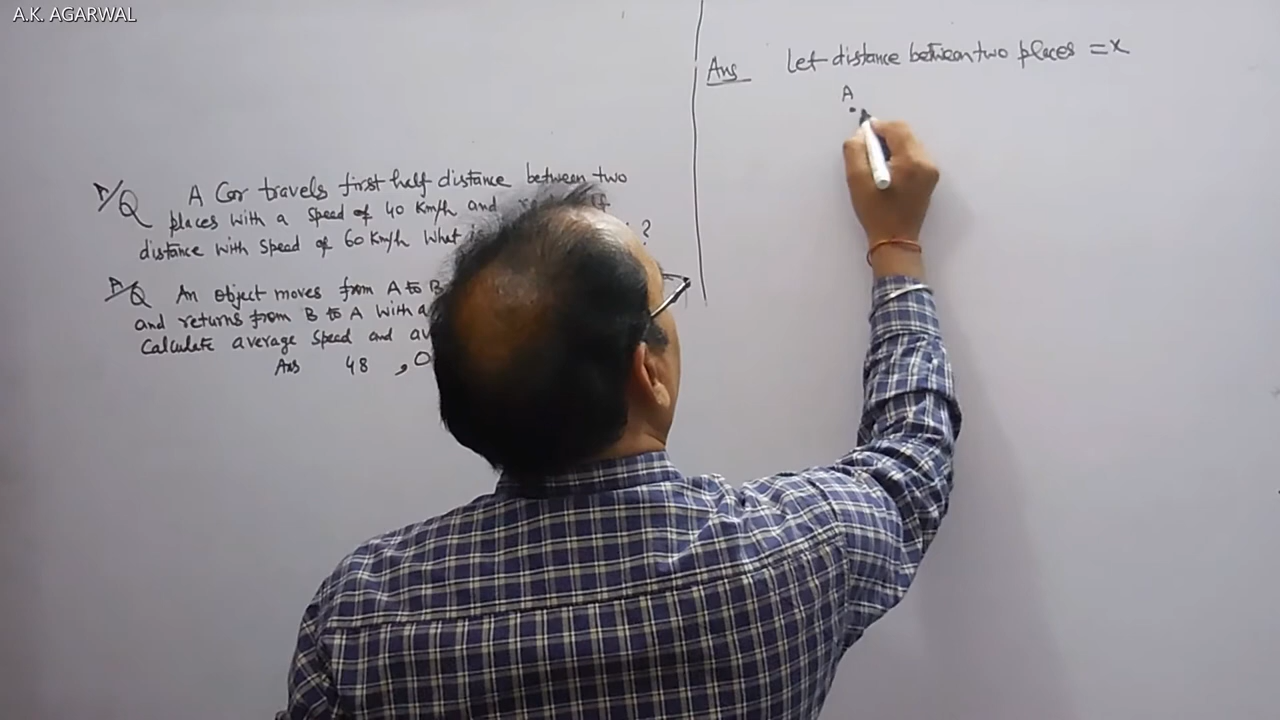 A.K. AGARWAL
Q A Car travels first half distance between two
places with a speed of 40 Km/h and
distance with speed of 60 Km/h What ?
Q An object moves from A to B
and returns from B to A with a
Calculate average speed and
Ans 48 , 0
Ans Let distance between two places = x
A